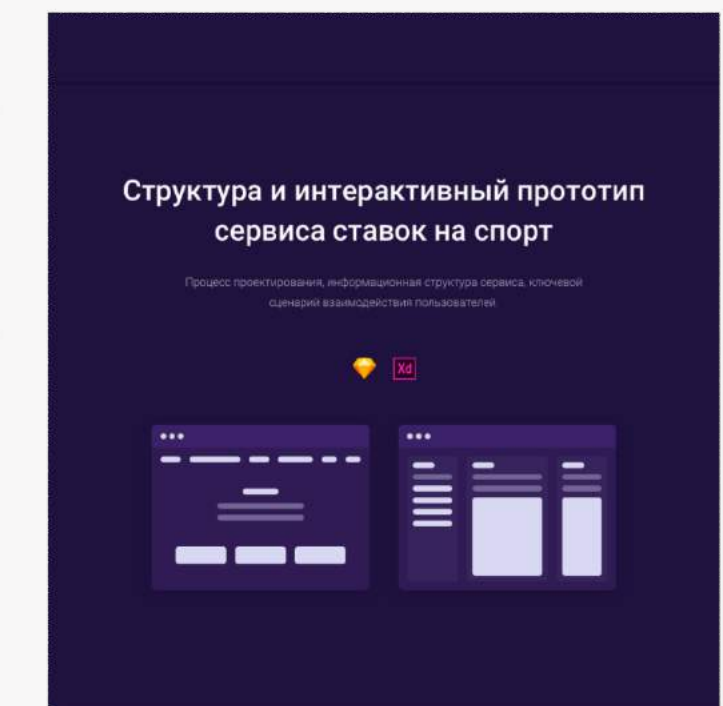 Структура и интерактивный прототип
сервиса ставок на спорт
Процесс проектирования, информационная структура сервиса, ключевой
сценарий взаимодействия пользователей
Xd